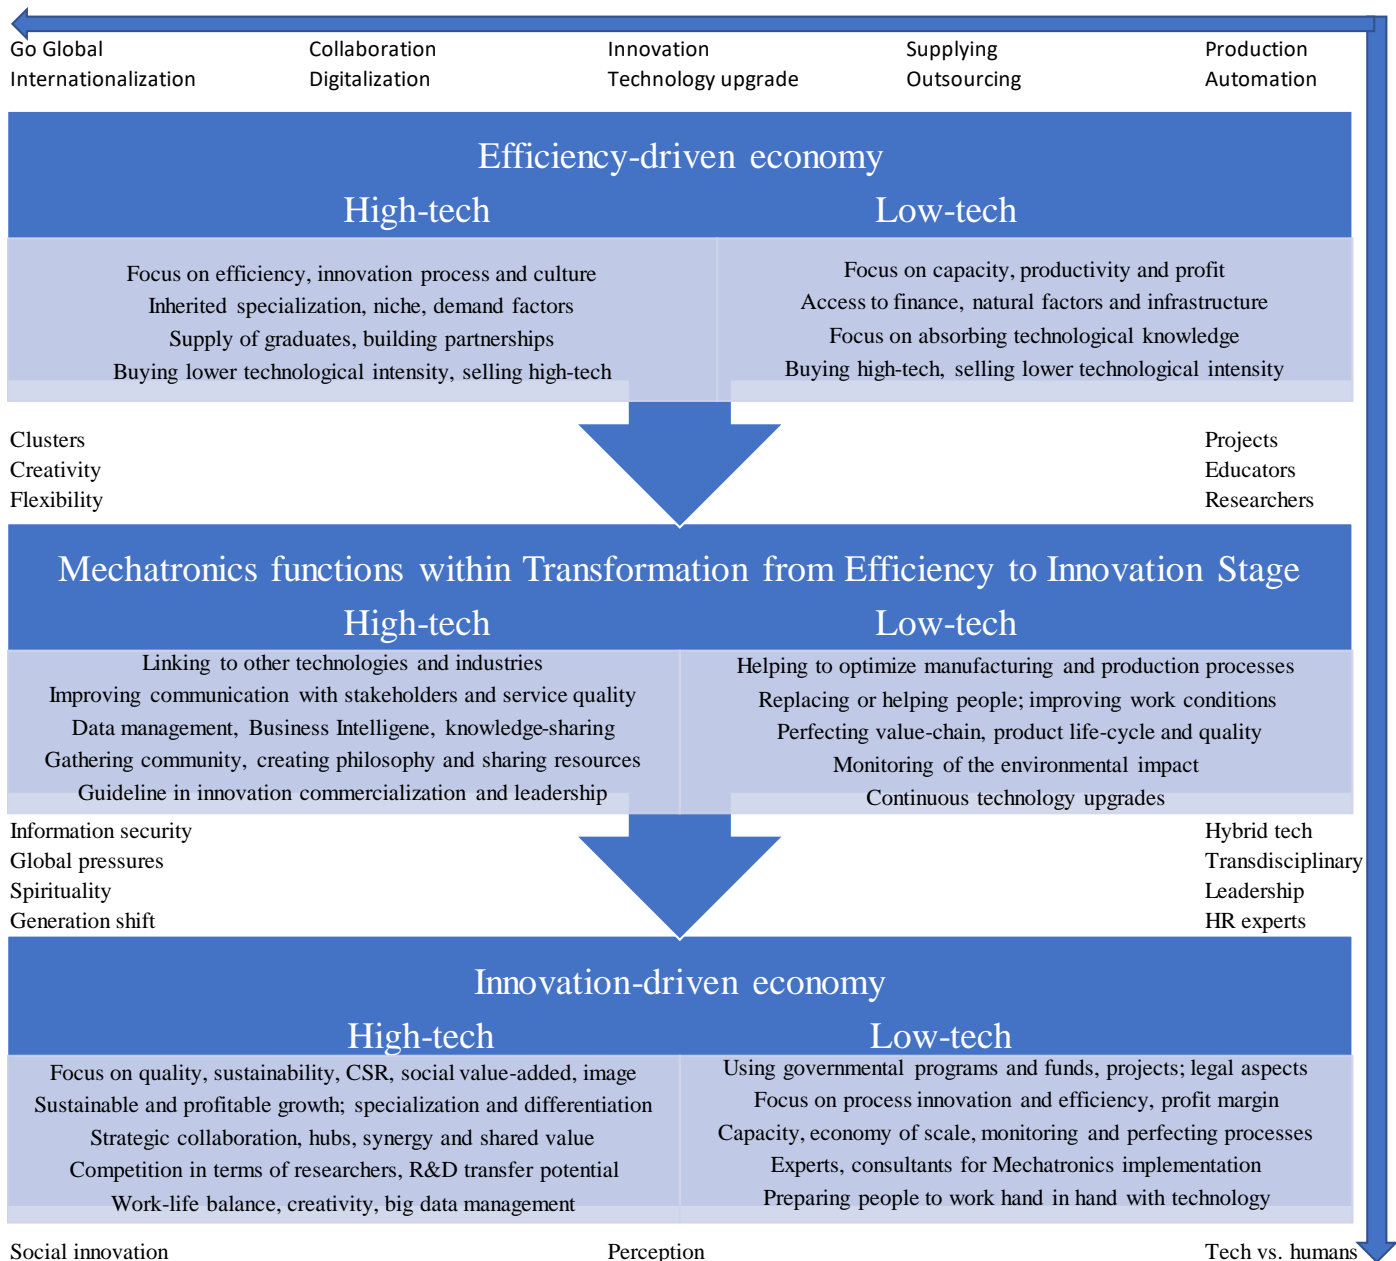 Go Global Collaboration Innovation Supplying Production
Internationalization Digitalization Technology upgrade Outsourcing Automation
Efficiency-driven economy
High-tech Low-tech
Focus on efficiency, innovation process and culture
Inherited specialization, niche, demand factors
Supply of graduates, building partnerships
Buying lower technological intensity, selling high-tech
Focus on capacity, productivity and profit
Access to finance, natural factors and infrastructure
Focus on absorbing technological knowledge
Buying high-tech, selling lower technological intensity
Clusters
Creativity
Flexibility
Projects
Educators
Researchers
Mechatronics functions within Transformation from Efficiency to Innovation Stage
High-tech Low-tech
Linking to other technologies and industries
Improving communication with stakeholders and service quality
Data management, Business Intelligene, knowledge-sharing
Gathering community, creating philosophy and sharing resources
Guideline in innovation commercialization and leadership
Helping to optimize manufacturing and production processes
Replacing or helping people; improving work conditions
Perfecting value-chain, product life-cycle and quality
Monitoring of the environmental impact
Continuous technology upgrades
Information security
Global pressures
Spirituality
Generation shift
Hybrid tech
Transdisciplinary
Leadership
HR experts
Innovation-driven economy
High-tech Low-tech
Focus on quality, sustainability, CSR, social value-added, image
Sustainable and profitable growth; specialization and differentiation
Strategic collaboration, hubs, synergy and shared value
Competition in terms of researchers, R&D transfer potential
Work-life balance, creativity, big data management
Using governmental programs and funds, projects; legal aspects
Focus on process innovation and efficiency, profit margin
Capacity, economy of scale, monitoring and perfecting processes
Experts, consultants for Mechatronics implementation
Preparing people to work hand in hand with technology
Social innovation Perception Tech vs. humans